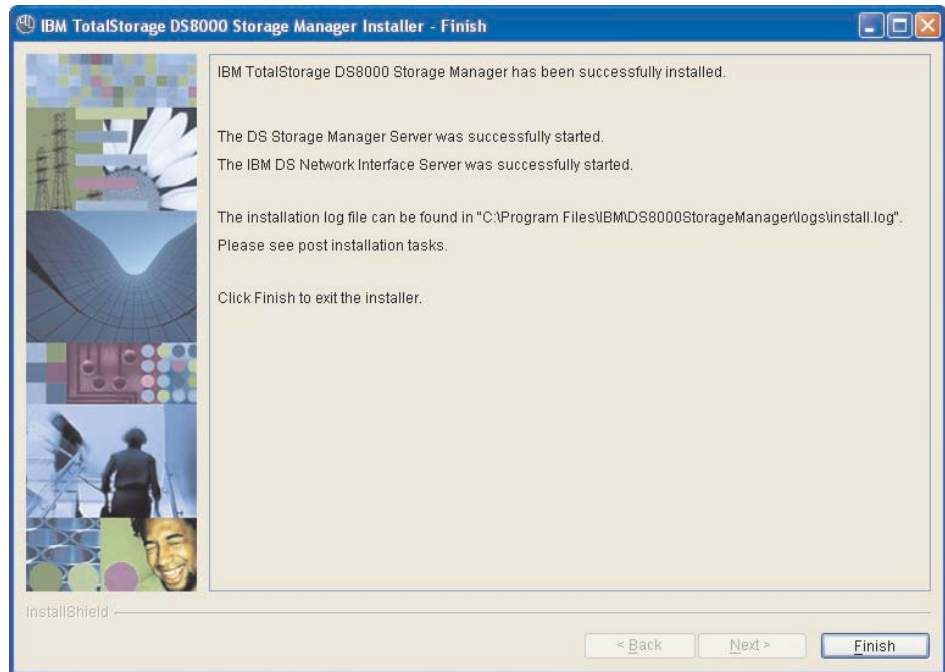 IBM TotalStorage DS8000 Storage Manager Installer - Finish
IBM TotalStorage DS8000 Storage Manager has been successfully installed.
The DS Storage Manager Server was successfully started.
The IBM DS Network Interface Server was successfully started.
The installation log file can be found in "C:\Program Files\IBM\DS8000StorageManager\logs\install.log".
Please see post installation tasks.
Click Finish to exit the installer.
InstallShield
< Back
Next >
Finish